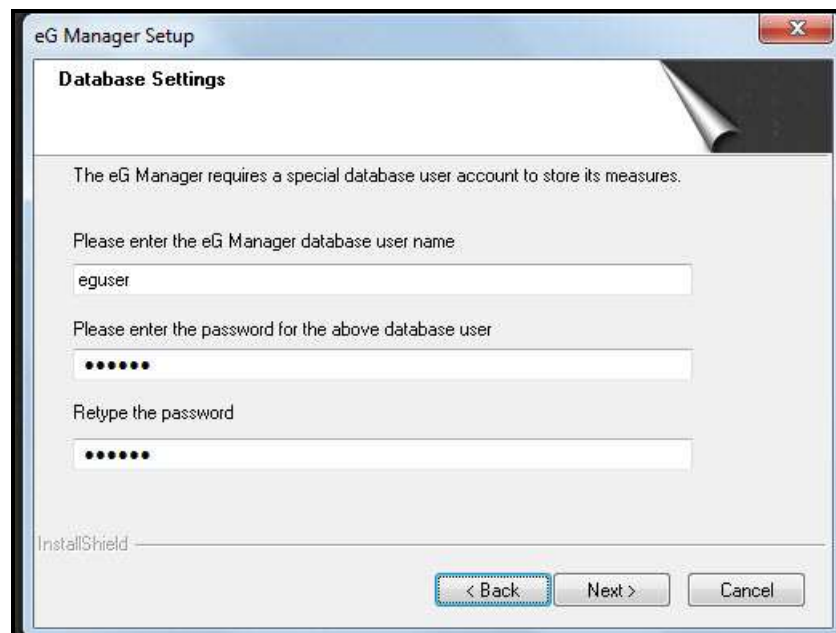 eG Manager Setup
Database Settings
The eG Manager requires a special database user account to store its measures.
Please enter the eG Manager database user name
eguser
Please enter the password for the above database user
••••••
Retype the password
••••••
InstallShield
< Back Next > Cancel